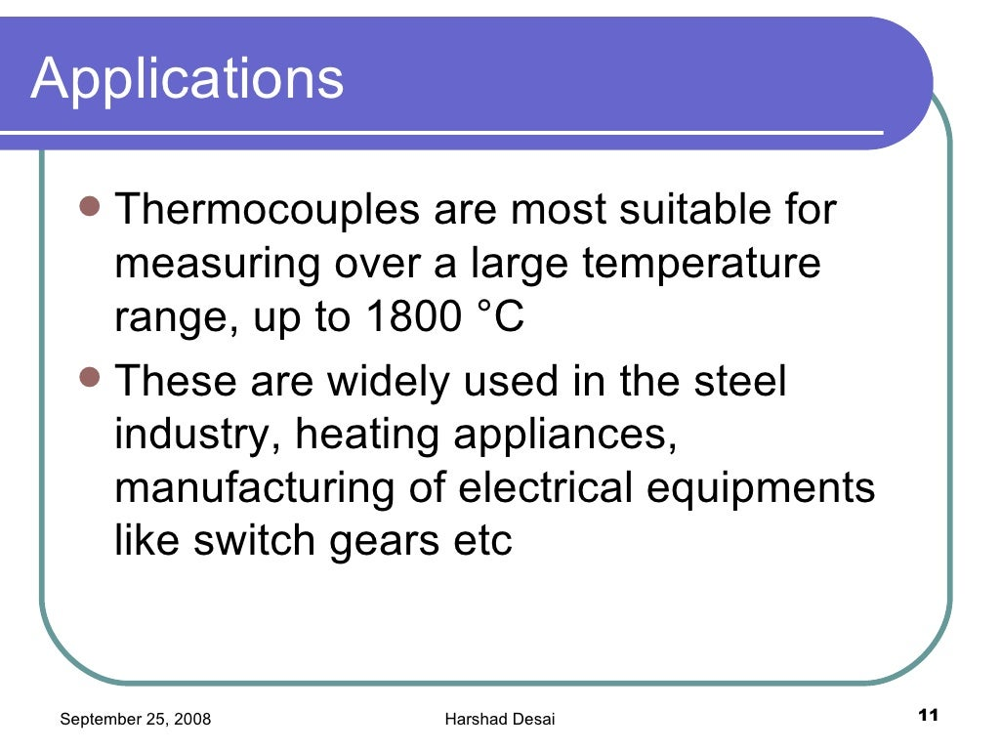 Applications
Thermocouples are most suitable for
measuring over a large temperature
range, up to 1800 °C
These are widely used in the steel
industry, heating appliances,
manufacturing of electrical equipments
like switch gears etc
September 25, 2008
Harshad Desai
11